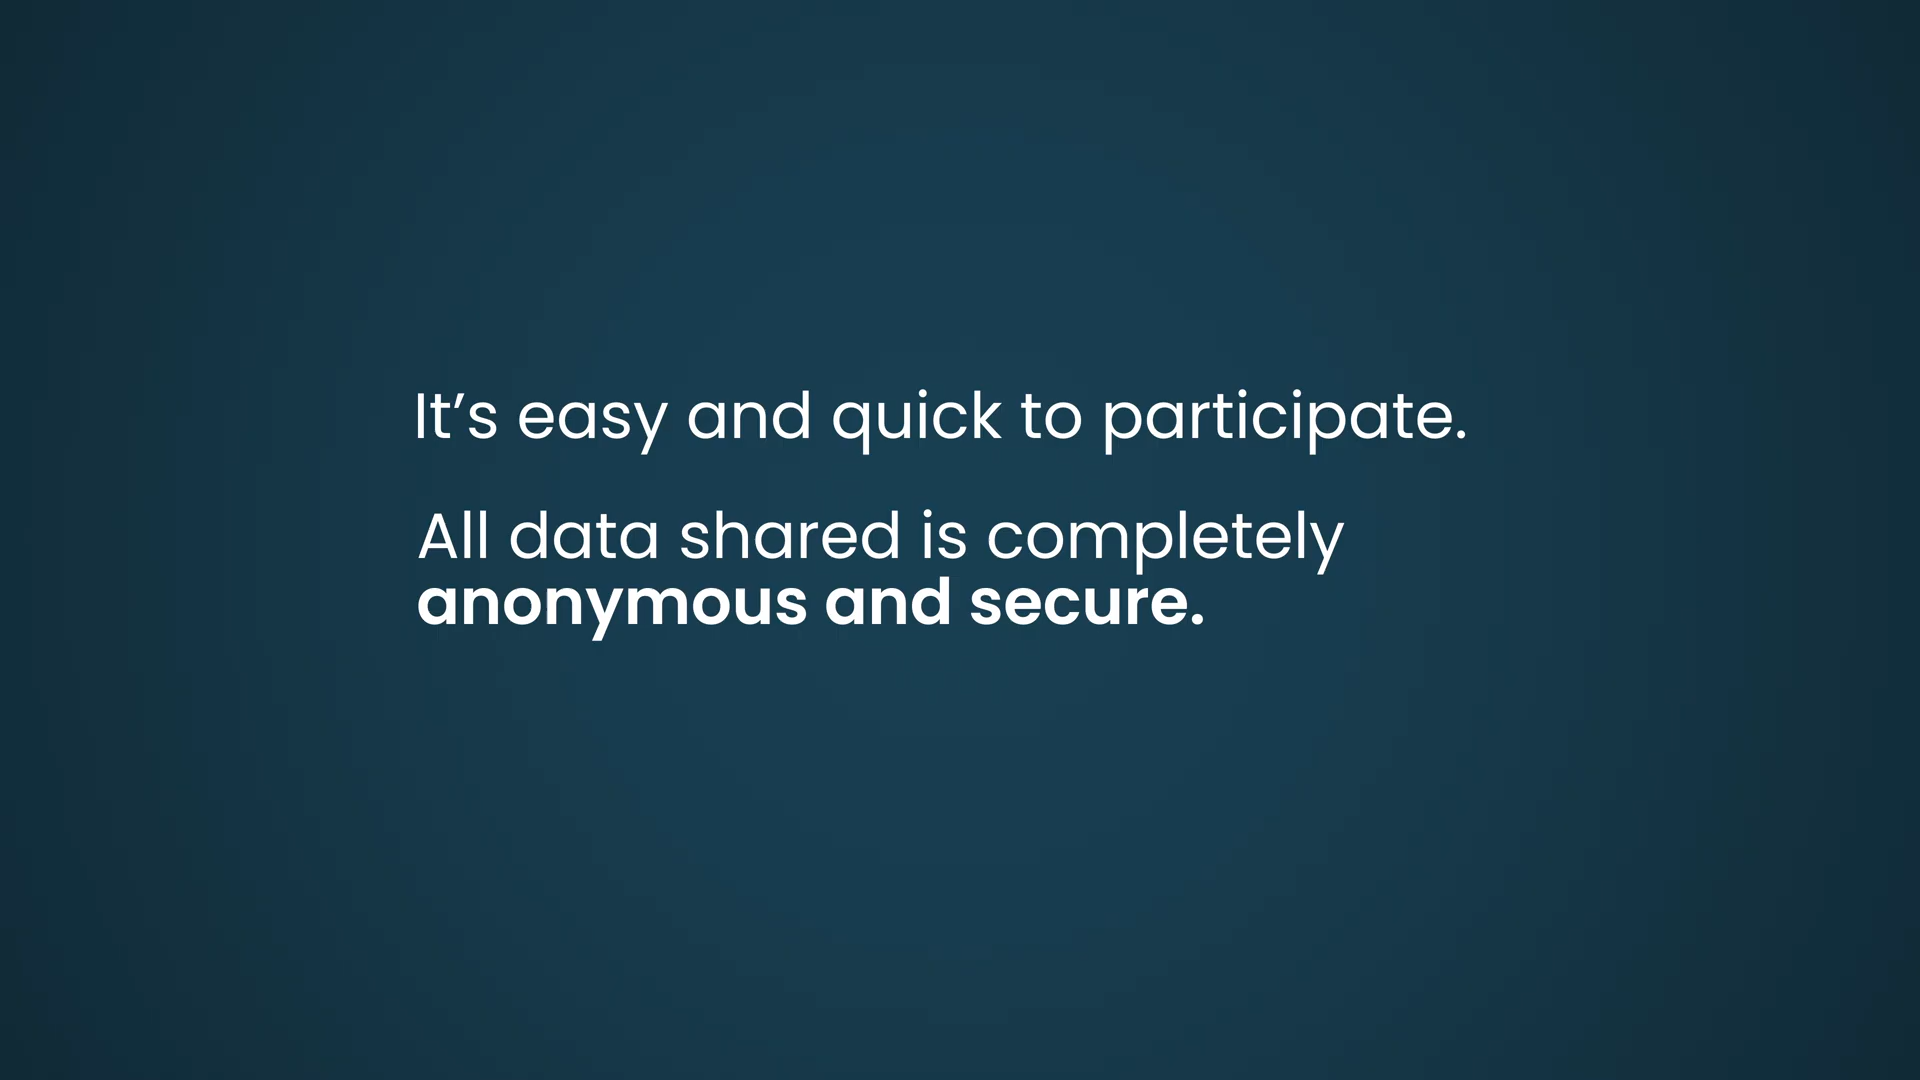 It’s easy and quick to participate.
All data shared is completely
anonymous and secure.